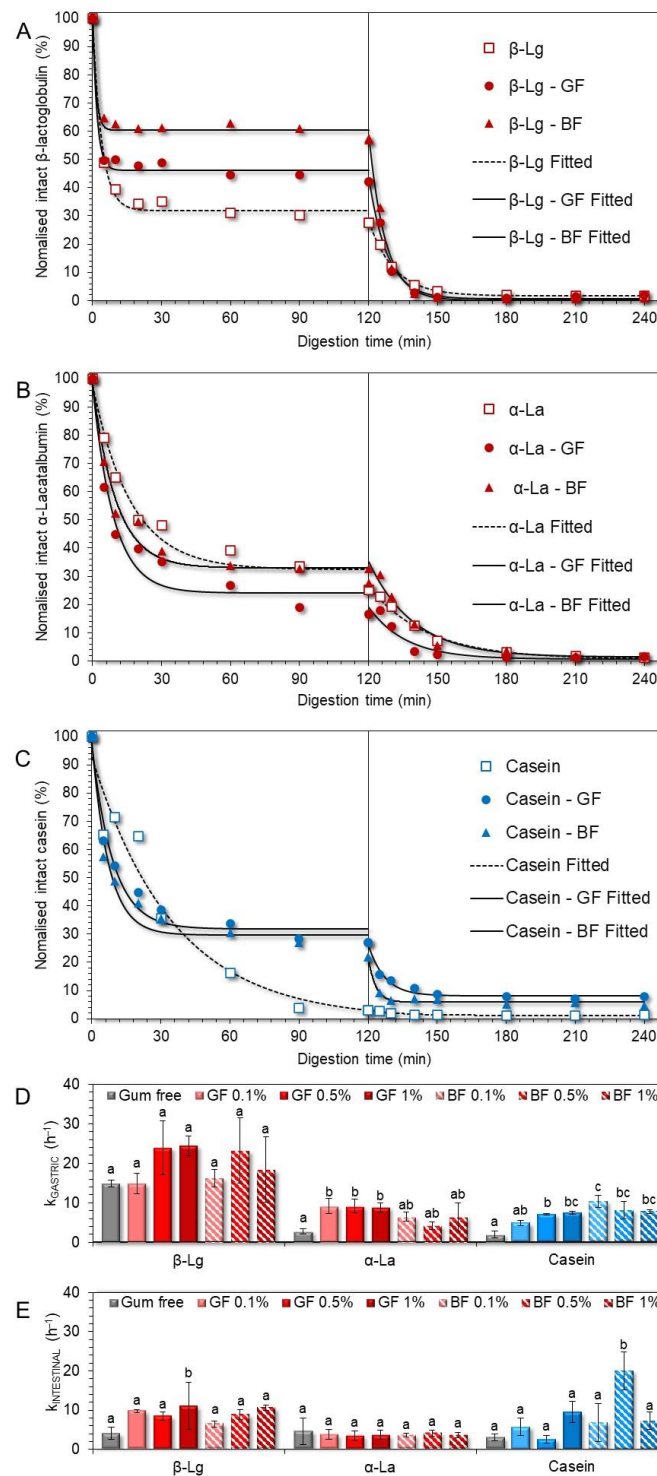 A
Nomalised intact β-lactoglobulin (%)
100
90
80
70
60
50
40
30
20
10
0
β-Lg
β-Lg - GF
β-Lg - BF
β-Lg Fitted
β-Lg - GF Fitted
β-Lg - BF Fitted
0 30 60 90 120 150 180 210 240
Digestion time (min)
B
Nomalised intact α-Lacatalbumin (%)
100
90
80
70
60
50
40
30
20
10
0
α-La
α-La - GF
α-La - BF
α-La Fitted
α-La - GF Fitted
α-La - BF Fitted
0 30 60 90 120 150 180 210 240
Digestion time (min)
C
Nomalised intact casein (%)
100
90
80
70
60
50
40
30
20
10
0
Casein
Casein - GF
Casein - BF
Casein Fitted
Casein - GF Fitted
Casein - BF Fitted
0 30 60 90 120 150 180 210 240
Digestion time (min)
D
kGASTRIC (h⁻¹)
40
30
20
10
0
Gum free GF 0.1% GF 0.5% GF 1% BF 0.1% BF 0.5% BF 1%
a a a a a a a a b b b ab ab ab a ab b bc c bc bc
β-Lg α-La Casein
E
kINTESTINAL (h⁻¹)
40
30
20
10
0
Gum free GF 0.1% GF 0.5% GF 1% BF 0.1% BF 0.5% BF 1%
a a a b a a a a a a a a a a a a a a a b a
β-Lg α-La Casein